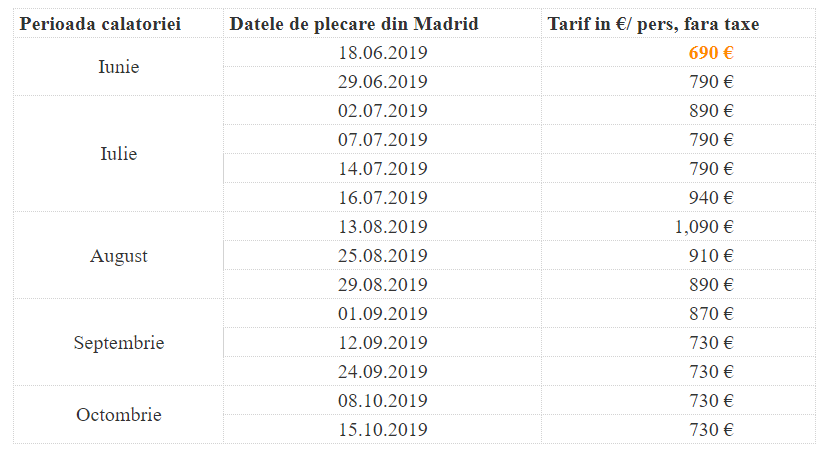 Perioada calatoriei Datele de plecare din Madrid Tarif in €/ pers, fara taxe
Iunie 18.06.2019 690 €
29.06.2019 790 €
Iulie 02.07.2019 890 €
07.07.2019 790 €
14.07.2019 790 €
16.07.2019 940 €
August 13.08.2019 1,090 €
25.08.2019 910 €
29.08.2019 890 €
Septembrie 01.09.2019 870 €
12.09.2019 730 €
24.09.2019 730 €
Octombrie 08.10.2019 730 €
15.10.2019 730 €